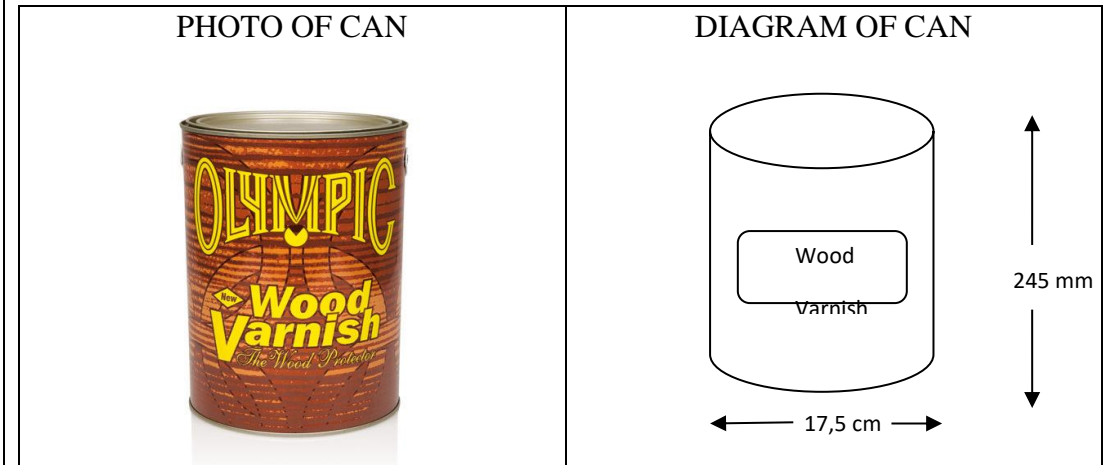 PHOTO OF CAN
OLYMPIC
New
Wood
Varnish
The Wood Protector
DIAGRAM OF CAN
Wood
Varnish
245 mm
17,5 cm